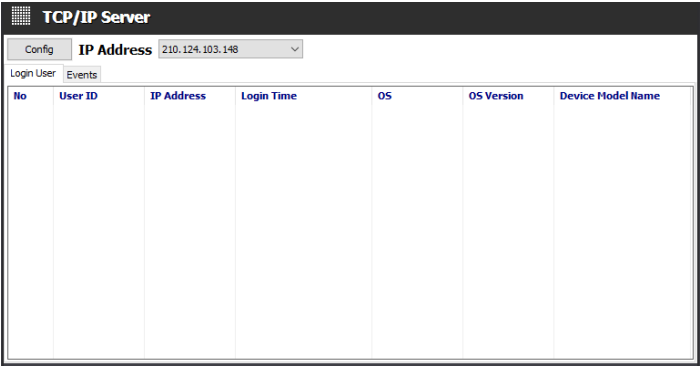 TCP/IP Server
Config IP Address 210.124.103.148
Login User Events
No User ID IP Address Login Time OS OS Version Device Model Name